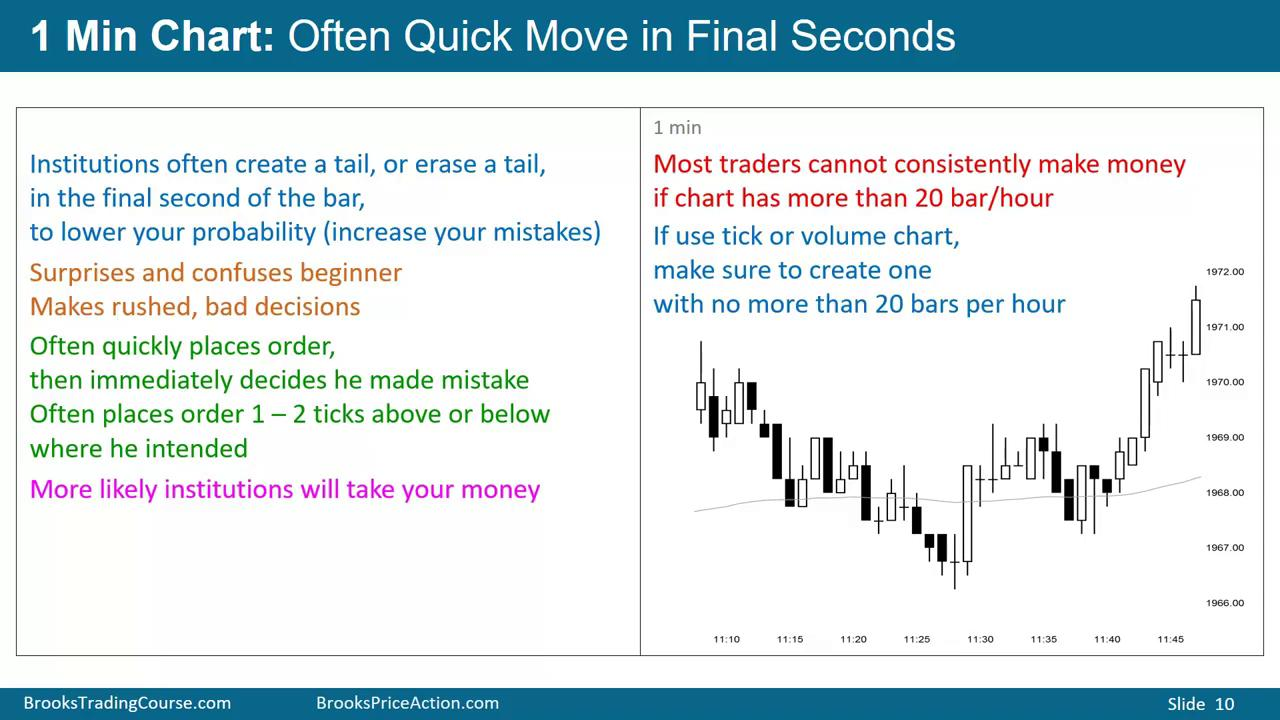 1 Min Chart: Often Quick Move in Final Seconds
Institutions often create a tail, or erase a tail,
in the final second of the bar,
to lower your probability (increase your mistakes)
Surprises and confuses beginner
Makes rushed, bad decisions
Often quickly places order,
then immediately decides he made mistake
Often places order 1 – 2 ticks above or below
where he intended
More likely institutions will take your money
1 min
Most traders cannot consistently make money
if chart has more than 20 bar/hour
If use tick or volume chart,
make sure to create one
with no more than 20 bars per hour
1972.00
1971.00
1970.00
1969.00
1968.00
1967.00
1966.00
11:10 11:15 11:20 11:25 11:30 11:35 11:40 11:45
BrooksTradingCourse.com BrooksPriceAction.com Slide 10